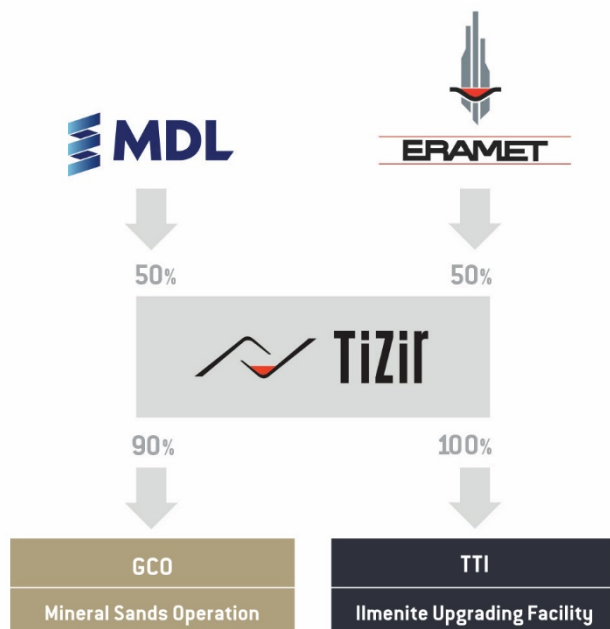 MDL
ERAMET
50% 50%
TiZir
90% 100%
GCO
Mineral Sands Operation
TTI
Ilmenite Upgrading Facility